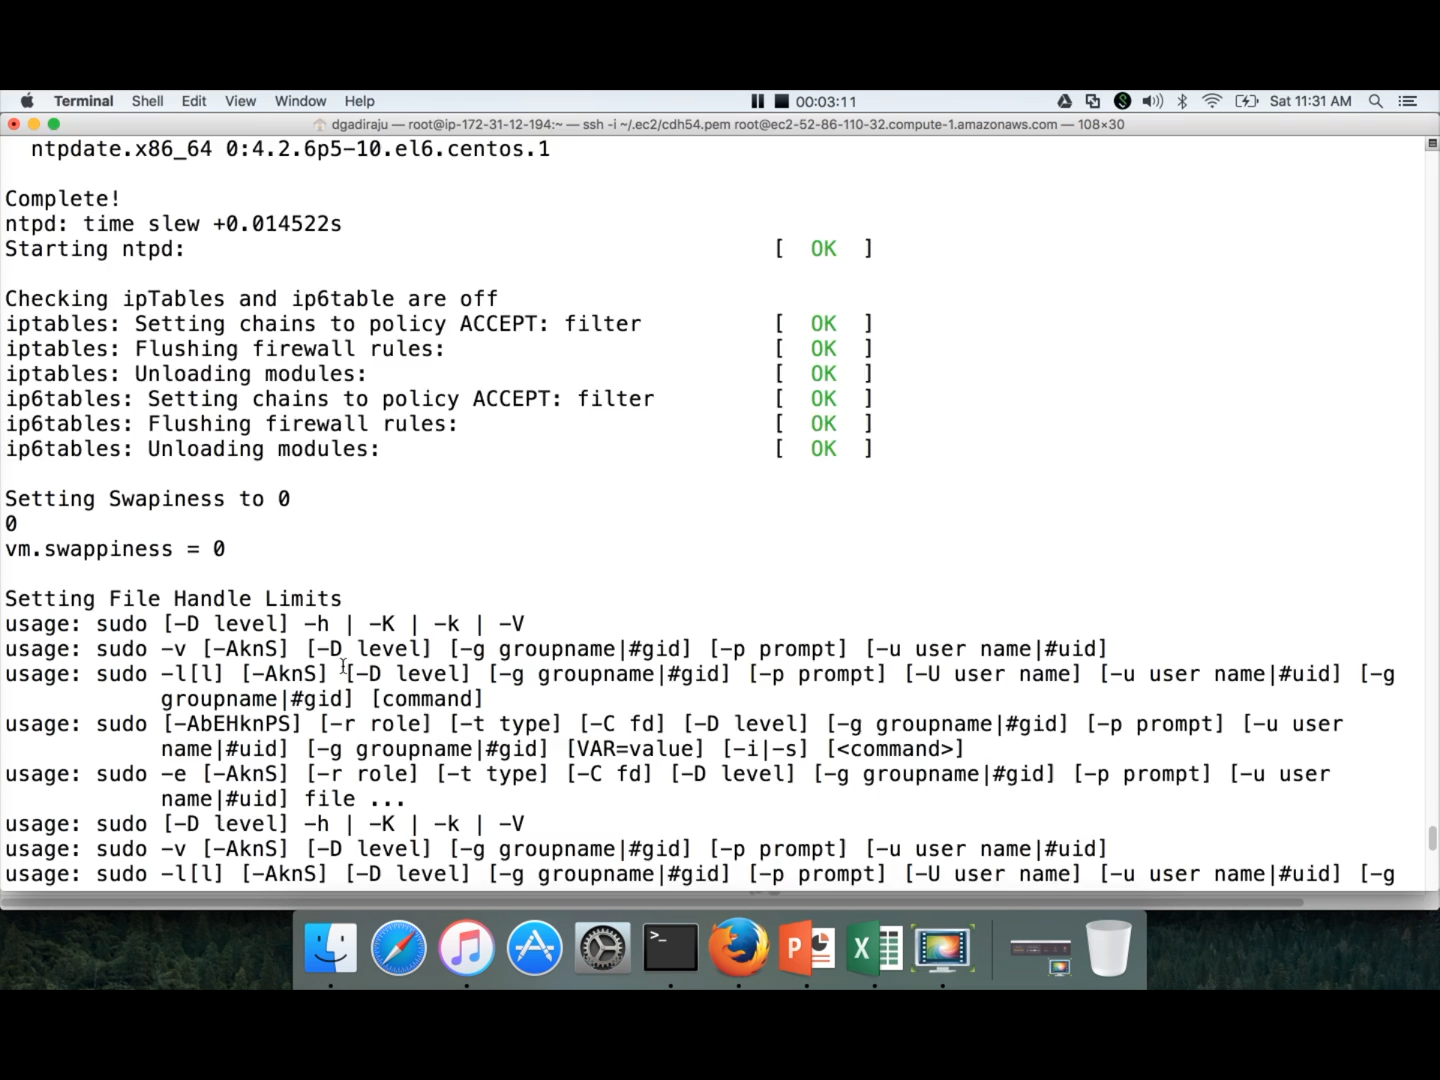 Terminal Shell Edit View Window Help 00:03:11 Sat 11:31 AM
dgadiraju — root@ip-172-31-12-194:~ — ssh -i ~/.ec2/cdh54.pem root@ec2-52-86-110-32.compute-1.amazonaws.com — 108×30
ntpdate.x86_64 0:4.2.6p5-10.el6.centos.1
Complete!
ntpd: time slew +0.014522s
Starting ntpd: [ OK ]
Checking ipTables and ip6table are off
iptables: Setting chains to policy ACCEPT: filter [ OK ]
iptables: Flushing firewall rules: [ OK ]
iptables: Unloading modules: [ OK ]
ip6tables: Setting chains to policy ACCEPT: filter [ OK ]
ip6tables: Flushing firewall rules: [ OK ]
ip6tables: Unloading modules: [ OK ]
Setting Swapiness to 0
0
vm.swappiness = 0
Setting File Handle Limits
usage: sudo [-D level] -h | -K | -k | -V
usage: sudo -v [-AknS] [-D level] [-g groupname|#gid] [-p prompt] [-u user name|#uid]
usage: sudo -l[l] [-AknS] [-D level] [-g groupname|#gid] [-p prompt] [-U user name] [-u user name|#uid] [-g
groupname|#gid] [command]
usage: sudo [-AbEHknPS] [-r role] [-t type] [-C fd] [-D level] [-g groupname|#gid] [-p prompt] [-u user
name|#uid] [-g groupname|#gid] [VAR=value] [-i|-s] [<command>]
usage: sudo -e [-AknS] [-r role] [-t type] [-C fd] [-D level] [-g groupname|#gid] [-p prompt] [-u user
name|#uid] file ...
usage: sudo [-D level] -h | -K | -k | -V
usage: sudo -v [-AknS] [-D level] [-g groupname|#gid] [-p prompt] [-u user name|#uid]
usage: sudo -l[l] [-AknS] [-D level] [-g groupname|#gid] [-p prompt] [-U user name] [-u user name|#uid] [-g